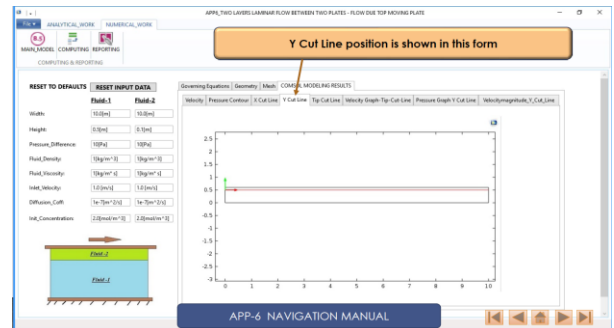 APP6_TWO LAYERS LAMINAR FLOW BETWEEN TWO PLATES - FLOW DUE TOP MOVING PLATE
File ANALYTICAL_WORK NUMERICAL_WORK
MAIN_MODEL COMPUTING REPORTING
COMPUTING & REPORTING
Y Cut Line position is shown in this form
RESET TO DEFAULTS RESET INPUT DATA
Fluid-1 Fluid-2
Width: 10.0[m] 10.0[m]
Height: 0.5[m] 0.1[m]
Pressure_Difference: 10[Pa] 10[Pa]
Fluid_Density: 1[kg/m^3] 1[kg/m^3]
Fluid_Viscosity: 1[kg/m*s] 1[kg/m*s]
Inlet_Velocity: 1.0 [m/s] 1.0 [m/s]
Diffusion_Coff: 1e-7[m^2/s] 1e-7[m^2/s]
Init_Concentration: 2.0[mol/m^3] 2.0[mol/m^3]
Fluid-2
Fluid-1
Governing Equations Geometry Mesh COMSOL MODELING RESULTS
Velocity Pressure Contour X Cut Line Y Cut Line Tip Cut Line Velocity Graph Tip-Cut Line Pressure Graph Y Cut Line Velocitymagnitude_Y_Cut_Line
2.5
2
1.5
1
0.5
0
-0.5
-1
-1.5
-2
-2.5
-3
0 1 2 3 4 5 6 7 8 9 10
APP-6 NAVIGATION MANUAL